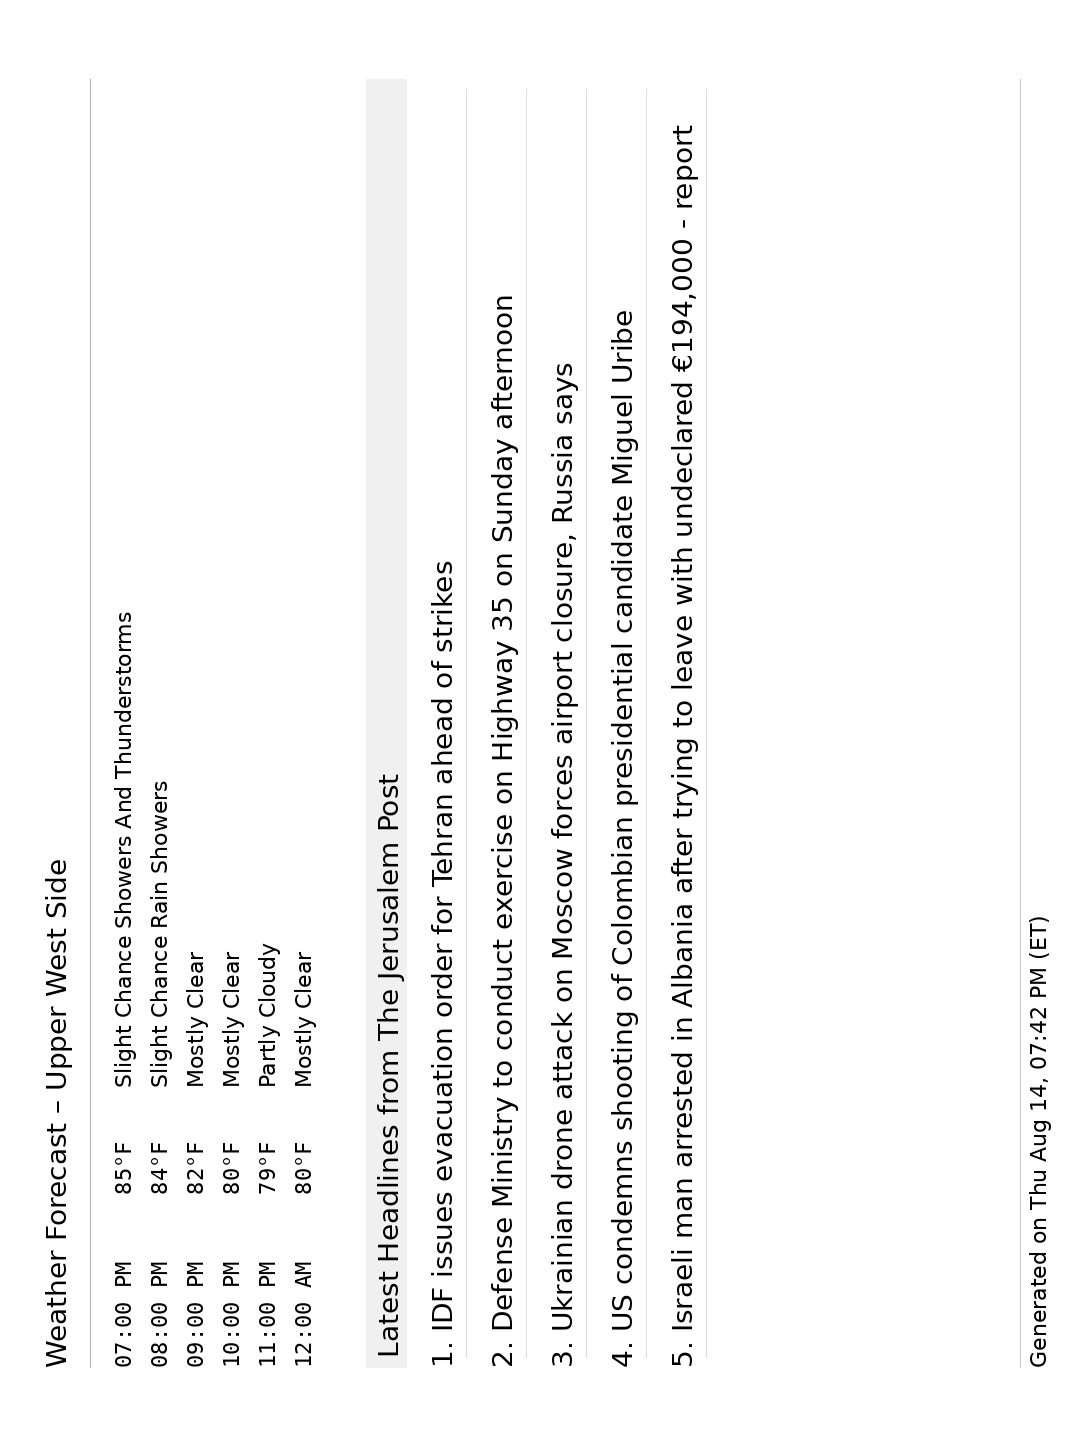 Weather Forecast – Upper West Side
07:00 PM 85°F Slight Chance Showers And Thunderstorms
08:00 PM 84°F Slight Chance Rain Showers
09:00 PM 82°F Mostly Clear
10:00 PM 80°F Mostly Clear
11:00 PM 79°F Partly Cloudy
12:00 AM 80°F Mostly Clear
Latest Headlines from The Jerusalem Post
1. IDF issues evacuation order for Tehran ahead of strikes
2. Defense Ministry to conduct exercise on Highway 35 on Sunday afternoon
3. Ukrainian drone attack on Moscow forces airport closure, Russia says
4. US condemns shooting of Colombian presidential candidate Miguel Uribe
5. Israeli man arrested in Albania after trying to leave with undeclared €194,000 - report
Generated on Thu Aug 14, 07:42 PM (ET)